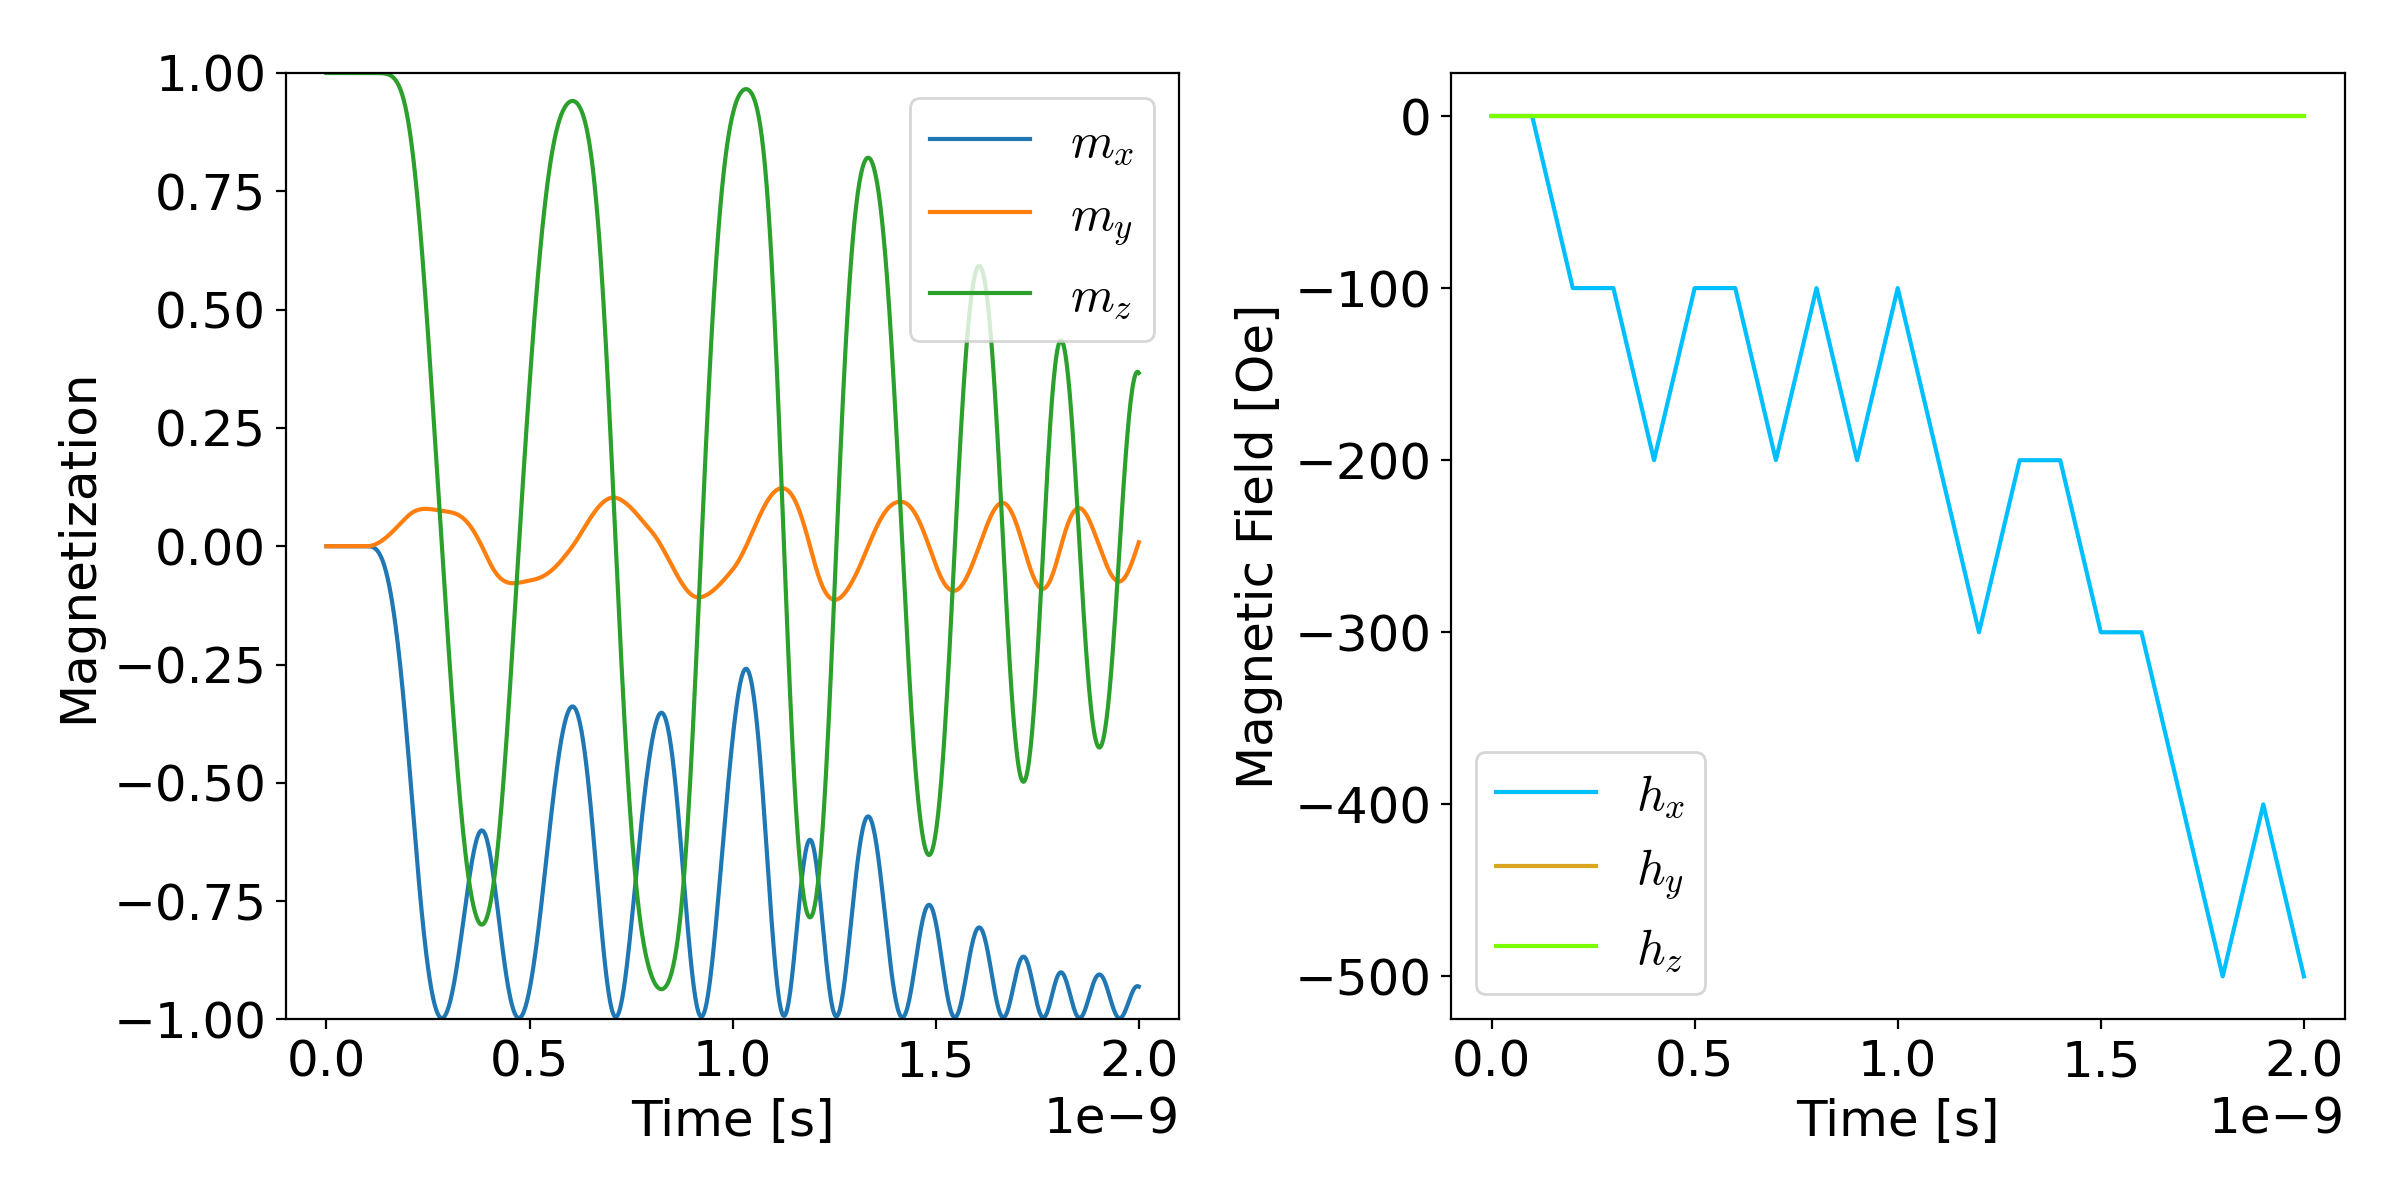 Magnetization
1.00
0.75
0.50
0.25
0.00
−0.25
−0.50
−0.75
−1.00
0.0 0.5 1.0 1.5 2.0
Time [s]
1e−9
m_x
m_y
m_z
Magnetic Field [Oe]
0
−100
−200
−300
−400
−500
0.0 0.5 1.0 1.5 2.0
Time [s]
1e−9
h_x
h_y
h_z